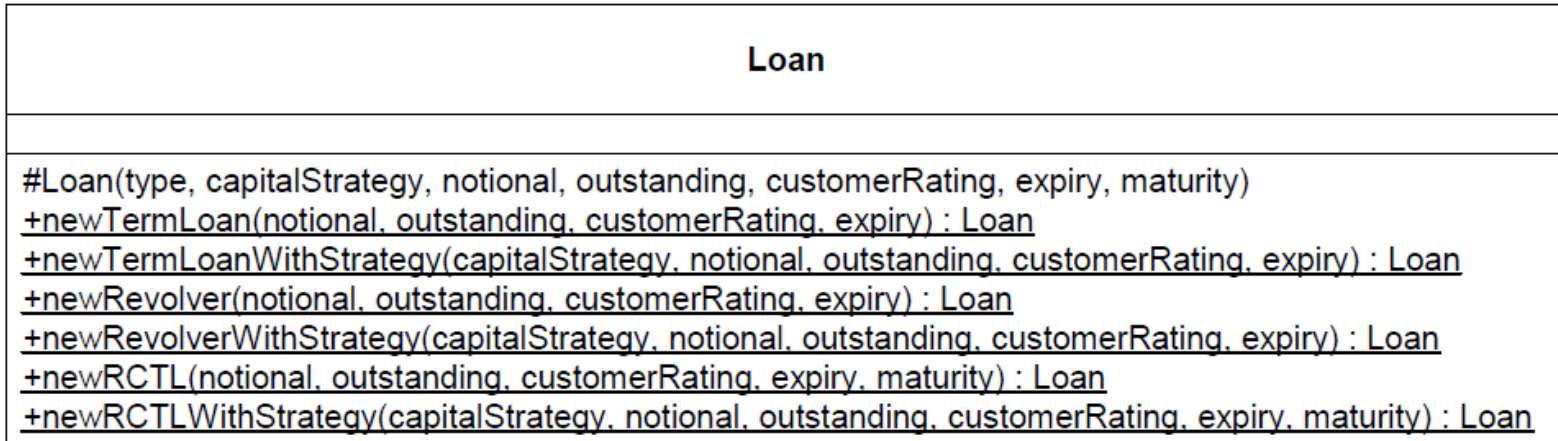 Loan
#Loan(type, capitalStrategy, notional, outstanding, customerRating, expiry, maturity)
+newTermLoan(notional, outstanding, customerRating, expiry) : Loan
+newTermLoanWithStrategy(capitalStrategy, notional, outstanding, customerRating, expiry) : Loan
+newRevolver(notional, outstanding, customerRating, expiry) : Loan
+newRevolverWithStrategy(capitalStrategy, notional, outstanding, customerRating, expiry) : Loan
+newRCTL(notional, outstanding, customerRating, expiry, maturity) : Loan
+newRCTLWithStrategy(capitalStrategy, notional, outstanding, customerRating, expiry, maturity) : Loan